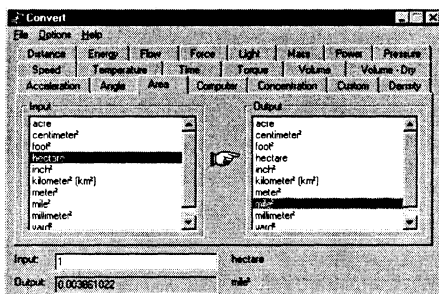 Convert
File Options Help
Distance Energy Flow Force Light Mass Power Pressure
Speed Temperature Time Torque Volume Volume - Dry
Acceleration Angle Area Computer Concentration Custom Density
Input Output
acre acre
centimeter² centimeter²
foot² foot²
hectare hectare
inch² inch²
kilometer² (km²) kilometer² (km²)
meter² meter²
mile² mile²
millimeter² millimeter²
yard² yard²
Input: 1 hectare
Output: 0.003861022 mile²